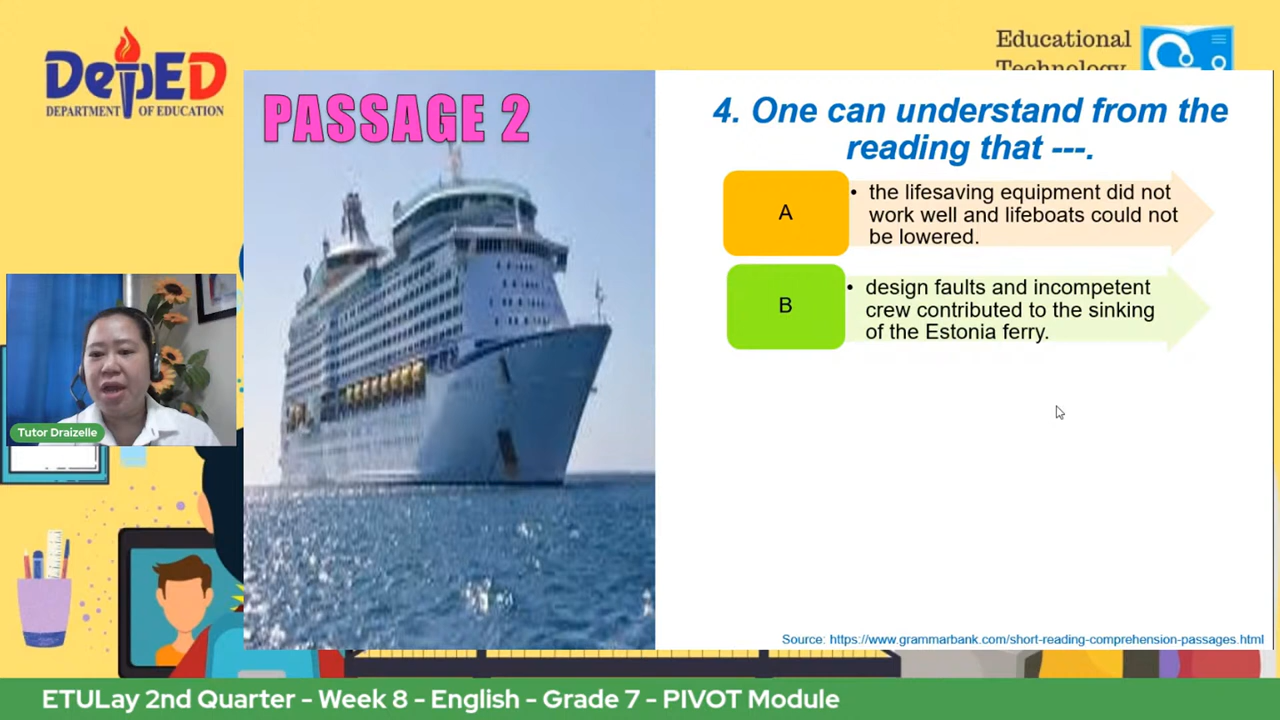 DepED
DEPARTMENT OF EDUCATION
Educational
Technology
PASSAGE 2
4. One can understand from the
reading that ---.
A
• the lifesaving equipment did not
work well and lifeboats could not
be lowered.
B
• design faults and incompetent
crew contributed to the sinking
of the Estonia ferry.
Tutor Draizelle
Source: https://www.grammarbank.com/short-reading-comprehension-passages.html
ETULay 2nd Quarter - Week 8 - English - Grade 7 - PIVOT Module